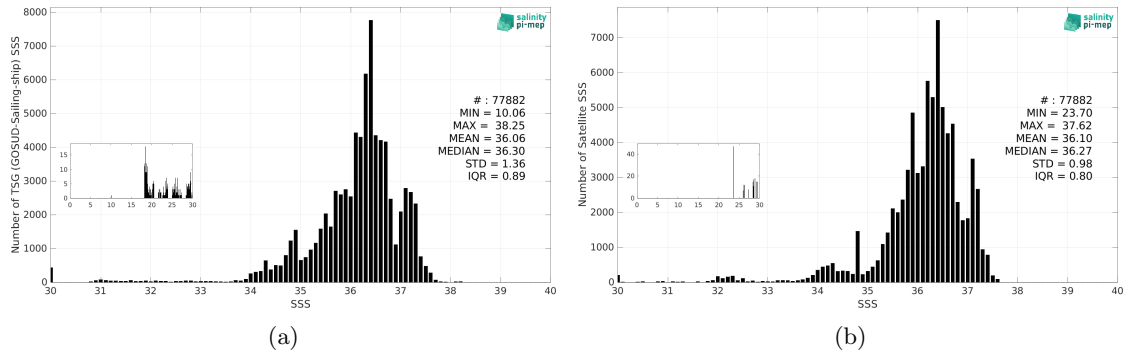 salinity
pi-mep
Number of TSG (GOSUD-Sailing-ship) SSS
8000
7000
6000
5000
4000
3000
2000
1000
0
# : 77882
MIN = 10.06
MAX = 38.25
MEAN = 36.06
MEDIAN = 36.30
STD = 1.36
IQR = 0.89
15
10
5
0
0 5 10 15 20 25 30
30 31 32 33 34 35 36 37 38 39 40
SSS
(a)
salinity
pi-mep
Number of Satellite SSS
7000
6000
5000
4000
3000
2000
1000
0
# : 77882
MIN = 23.70
MAX = 37.62
MEAN = 36.10
MEDIAN = 36.27
STD = 0.98
IQR = 0.80
40
20
0
0 5 10 15 20 25 30
30 31 32 33 34 35 36 37 38 39 40
SSS
(b)